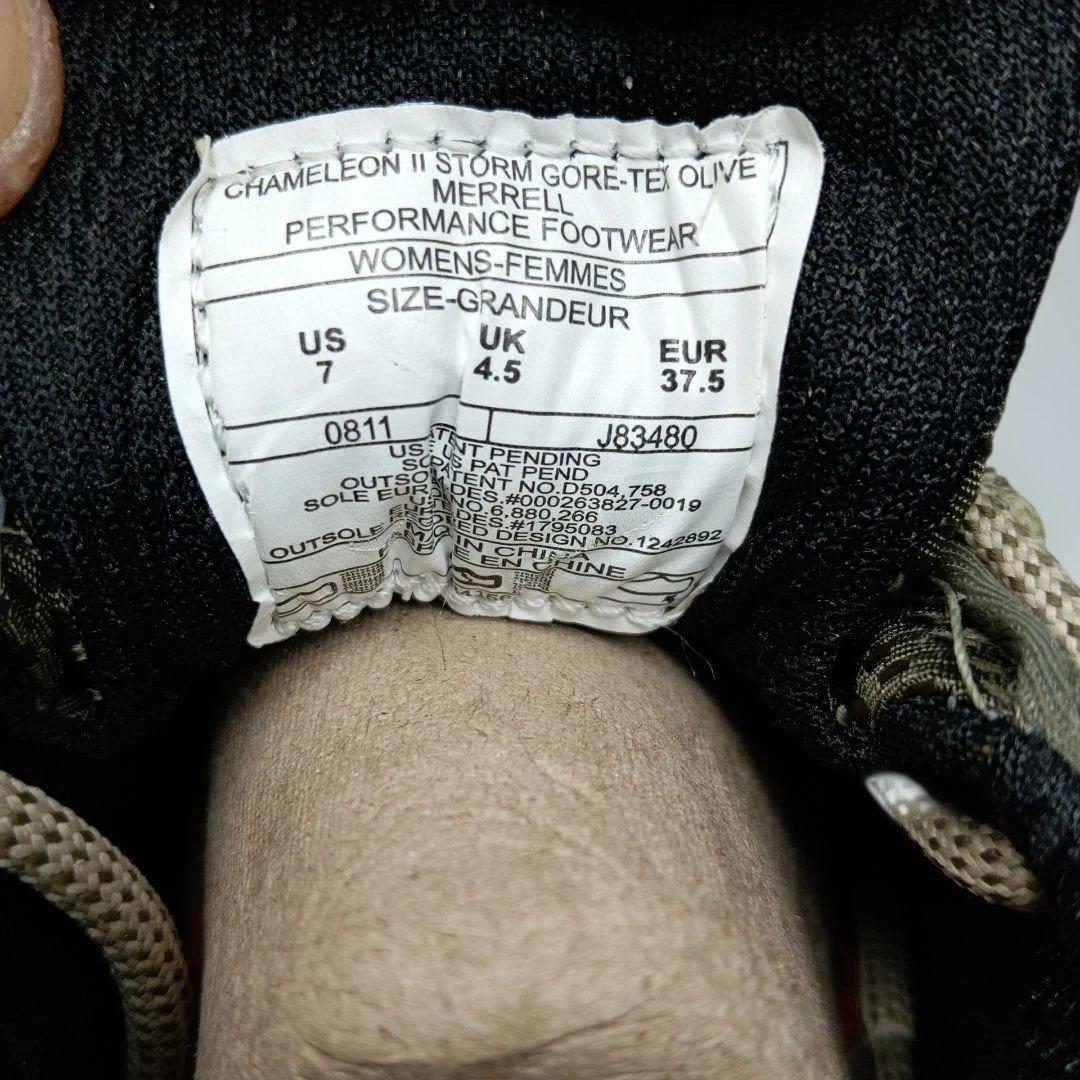 CHAMELEON II STORM GORE-TEX OLIVE
MERRELL
PERFORMANCE FOOTWEAR
WOMENS-FEMMES
SIZE-GRANDEUR
US UK EUR
7 4.5 37.5
0811 J83480
PENDING
PAT PEND
NO.D504,758
SOLE EUR DES.#000263827-0019
NO.6,880,266
DES.#1795083
OUTSOLE DESIGN NO.1242892
IN CHINA
EN CHINE